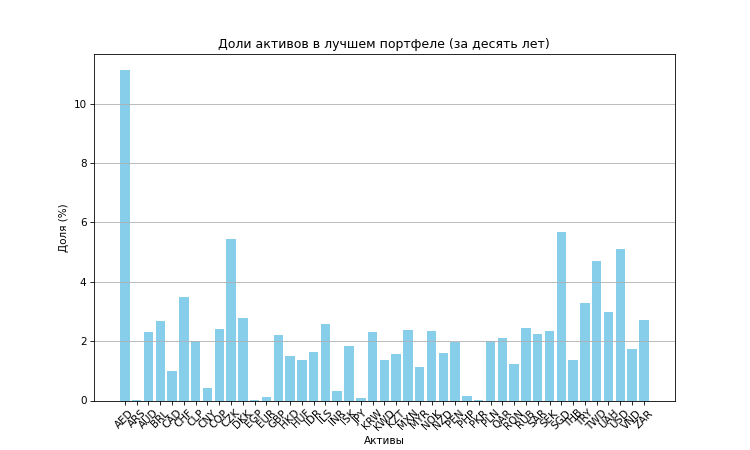 Доли активов в лучшем портфеле (за десять лет)
Доля (%)
10
8
6
4
2
0
AED
ARS
AUD
BRL
CAD
CHF
CLP
CNY
COP
CZK
DKK
EGP
EUR
GBP
HKD
HUF
IDR
ILS
INR
ISK
JPY
KRW
KWD
KZT
MXN
MYR
NOK
NZD
PEN
PHP
PKR
PLN
QAR
RON
RUB
SAR
SEK
SGD
THB
TRY
TWD
UAH
USD
VND
ZAR
Активы